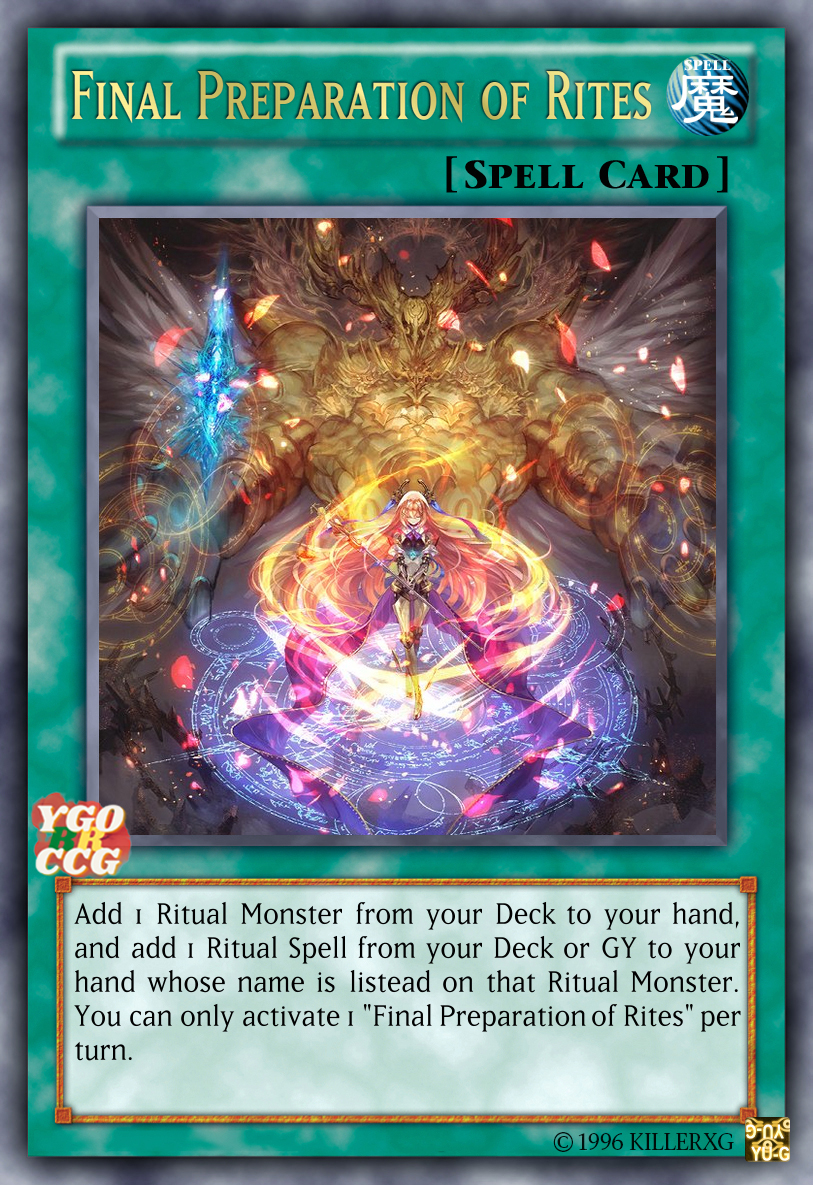 FINAL PREPARATION OF RITES
SPELL
魔
[SPELL CARD]
YGO
BR
CCG
Add 1 Ritual Monster from your Deck to your hand,
and add 1 Ritual Spell from your Deck or GY to your
hand whose name is listead on that Ritual Monster.
You can only activate 1 "Final Preparation of Rites" per
turn.
© 1996 KILLERXG
YU-G